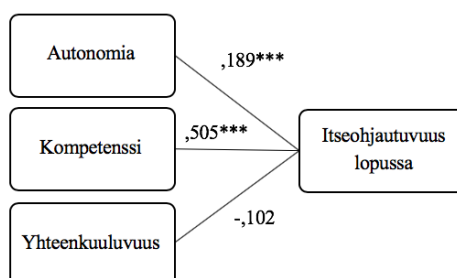 Autonomia
,189***
Kompetenssi
,505***
Itseohjautuvuus
lopussa
-,102
Yhteenkuuluvuus